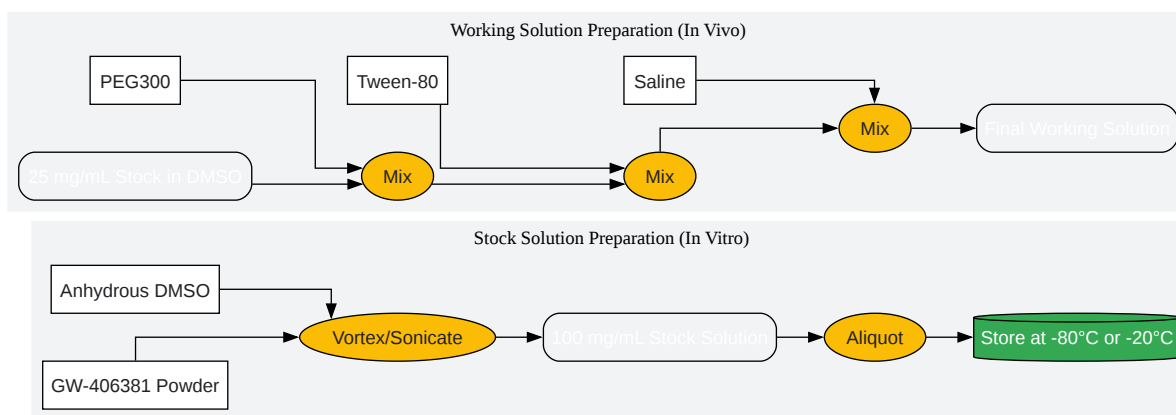 Working Solution Preparation (In Vivo)
PEG300
Tween-80
Saline
Mix
Final Working Solution
25 mg/mL Stock in DMSO
Mix
Mix
Stock Solution Preparation (In Vitro)
Anhydrous DMSO
Vortex/Sonicate
100 mg/mL Stock Solution
Aliquot
Store at -80°C or -20°C
GW-406381 Powder